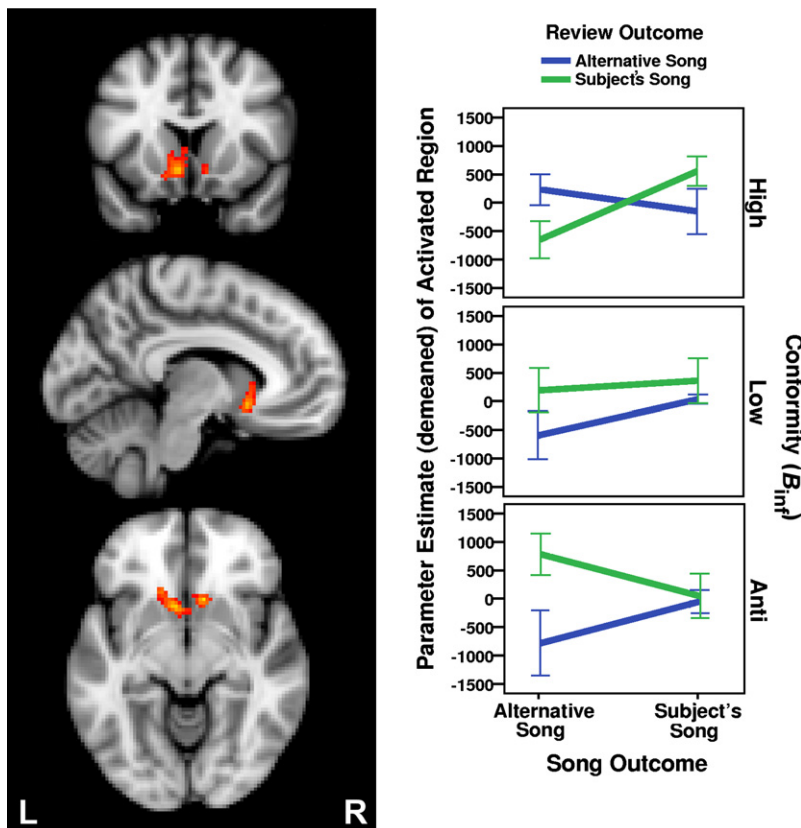 L R
Review Outcome
Alternative Song
Subject's Song
Parameter Estimate (demeaned) of Activated Region
1500
1000
500
0
-500
-1000
-1500
High
1500
1000
500
0
-500
-1000
-1500
Low
1500
1000
500
0
-500
-1000
-1500
Anti
Conformity (Binf)
Alternative Song
Subject's Song
Song Outcome